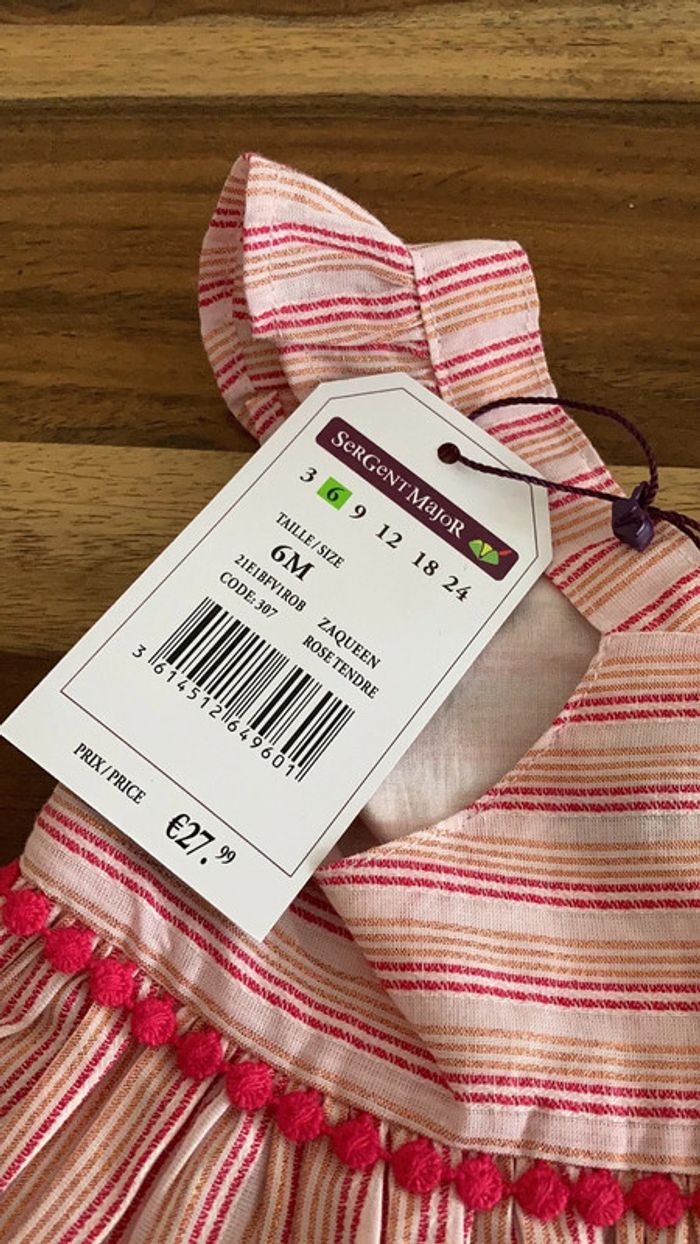 SeRGeNT MaJoR
3 6 9 12 18 24
TAILLE / SIZE
6M
21E1BFV1ROB ZAQUEEN
CODE: 307 ROSE TENDRE
3 614512 649601
PRIX / PRICE
€27.99